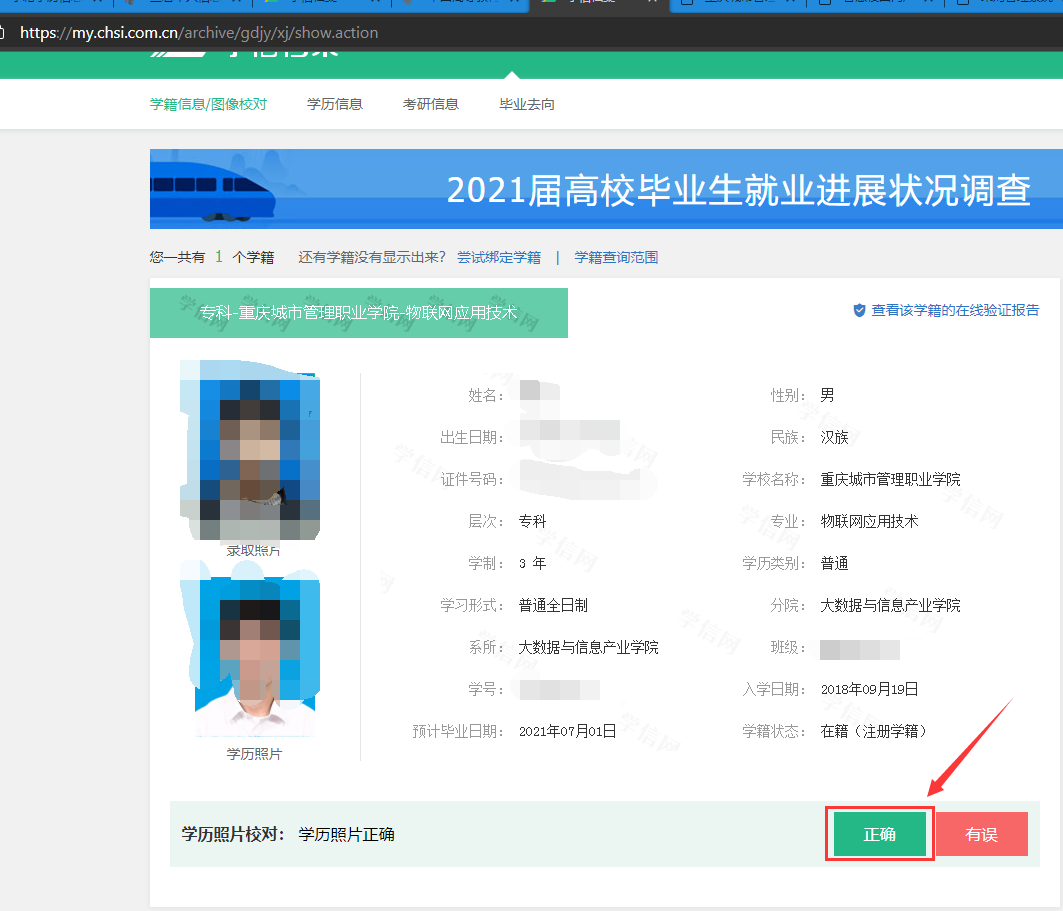 https://my.chsi.com.cn/archive/gdjy/xj/show.action
学籍信息/图像校对 学历信息 考研信息 毕业去向
2021届高校毕业生就业进展状况调查
您一共有 1 个学籍 还有学籍没有显示出来？ 尝试绑定学籍 | 学籍查询范围
专科-重庆城市管理职业学院-物联网应用技术
查看该学籍的在线验证报告
姓名： 性别： 男
出生日期： 民族： 汉族
证件号码： 学校名称： 重庆城市管理职业学院
层次： 专科 专业： 物联网应用技术
录取照片
学制： 3 年 学历类别： 普通
学习形式： 普通全日制 分院： 大数据与信息产业学院
系所： 大数据与信息产业学院 班级：
学号： 入学日期： 2018年09月19日
预计毕业日期： 2021年07月01日 学籍状态： 在籍（注册学籍）
学历照片
学历照片校对： 学历照片正确 正确 有误